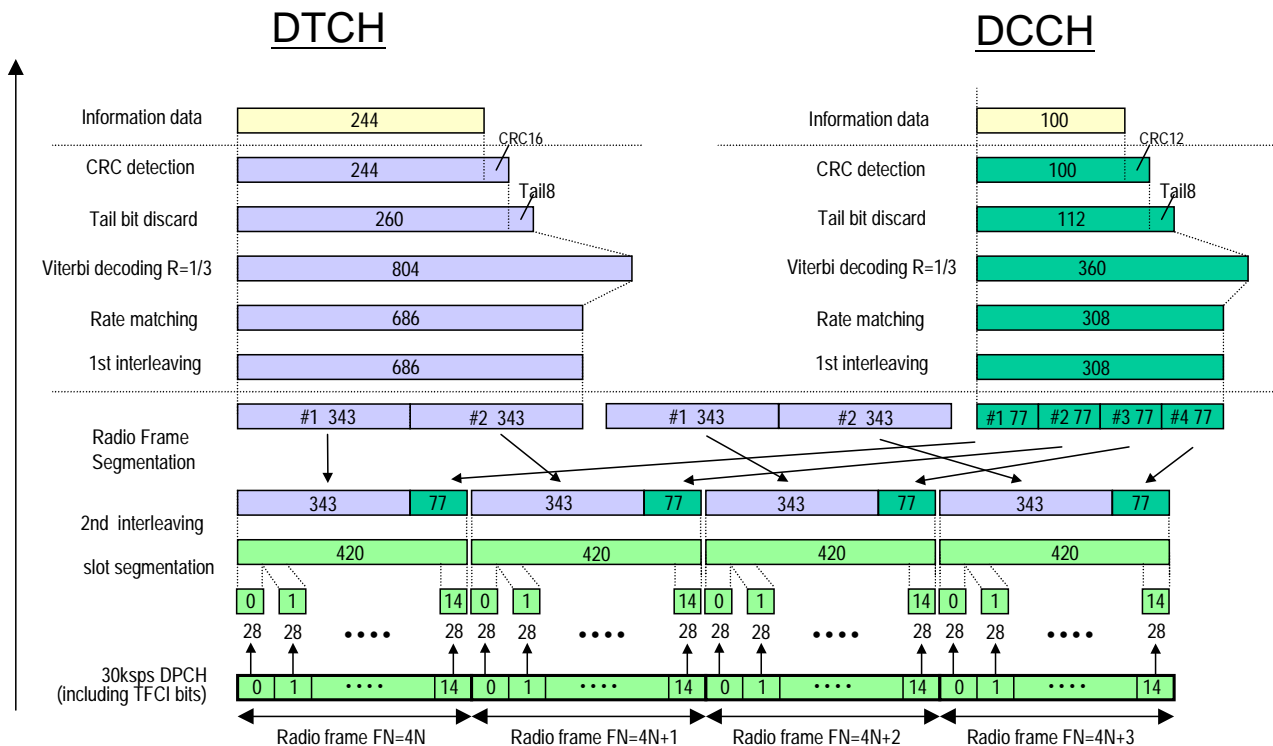 DTCH DCCH
Information data 244 Information data 100
CRC16 CRC12
CRC detection 244 CRC detection 100
Tail8 Tail8
Tail bit discard 260 Tail bit discard 112
Viterbi decoding R=1/3 804 Viterbi decoding R=1/3 360
Rate matching 686 Rate matching 308
1st interleaving 686 1st interleaving 308
#1 343 #2 343 #1 343 #2 343 #1 77 #2 77 #3 77 #4 77
Radio Frame
Segmentation
343 77 343 77 343 77 343 77
2nd interleaving
420 420 420 420
slot segmentation
0 1 14 0 1 14 0 1 14 0 1 14
28 28 •••• 28 28 28 •••• 28 28 28 •••• 28 28 28 •••• 28
30ksps DPCH
(including TFCI bits)
0 1 •••• 14 0 1 •••• 14 0 1 •••• 14 0 1 •••• 14
Radio frame FN=4N Radio frame FN=4N+1 Radio frame FN=4N+2 Radio frame FN=4N+3